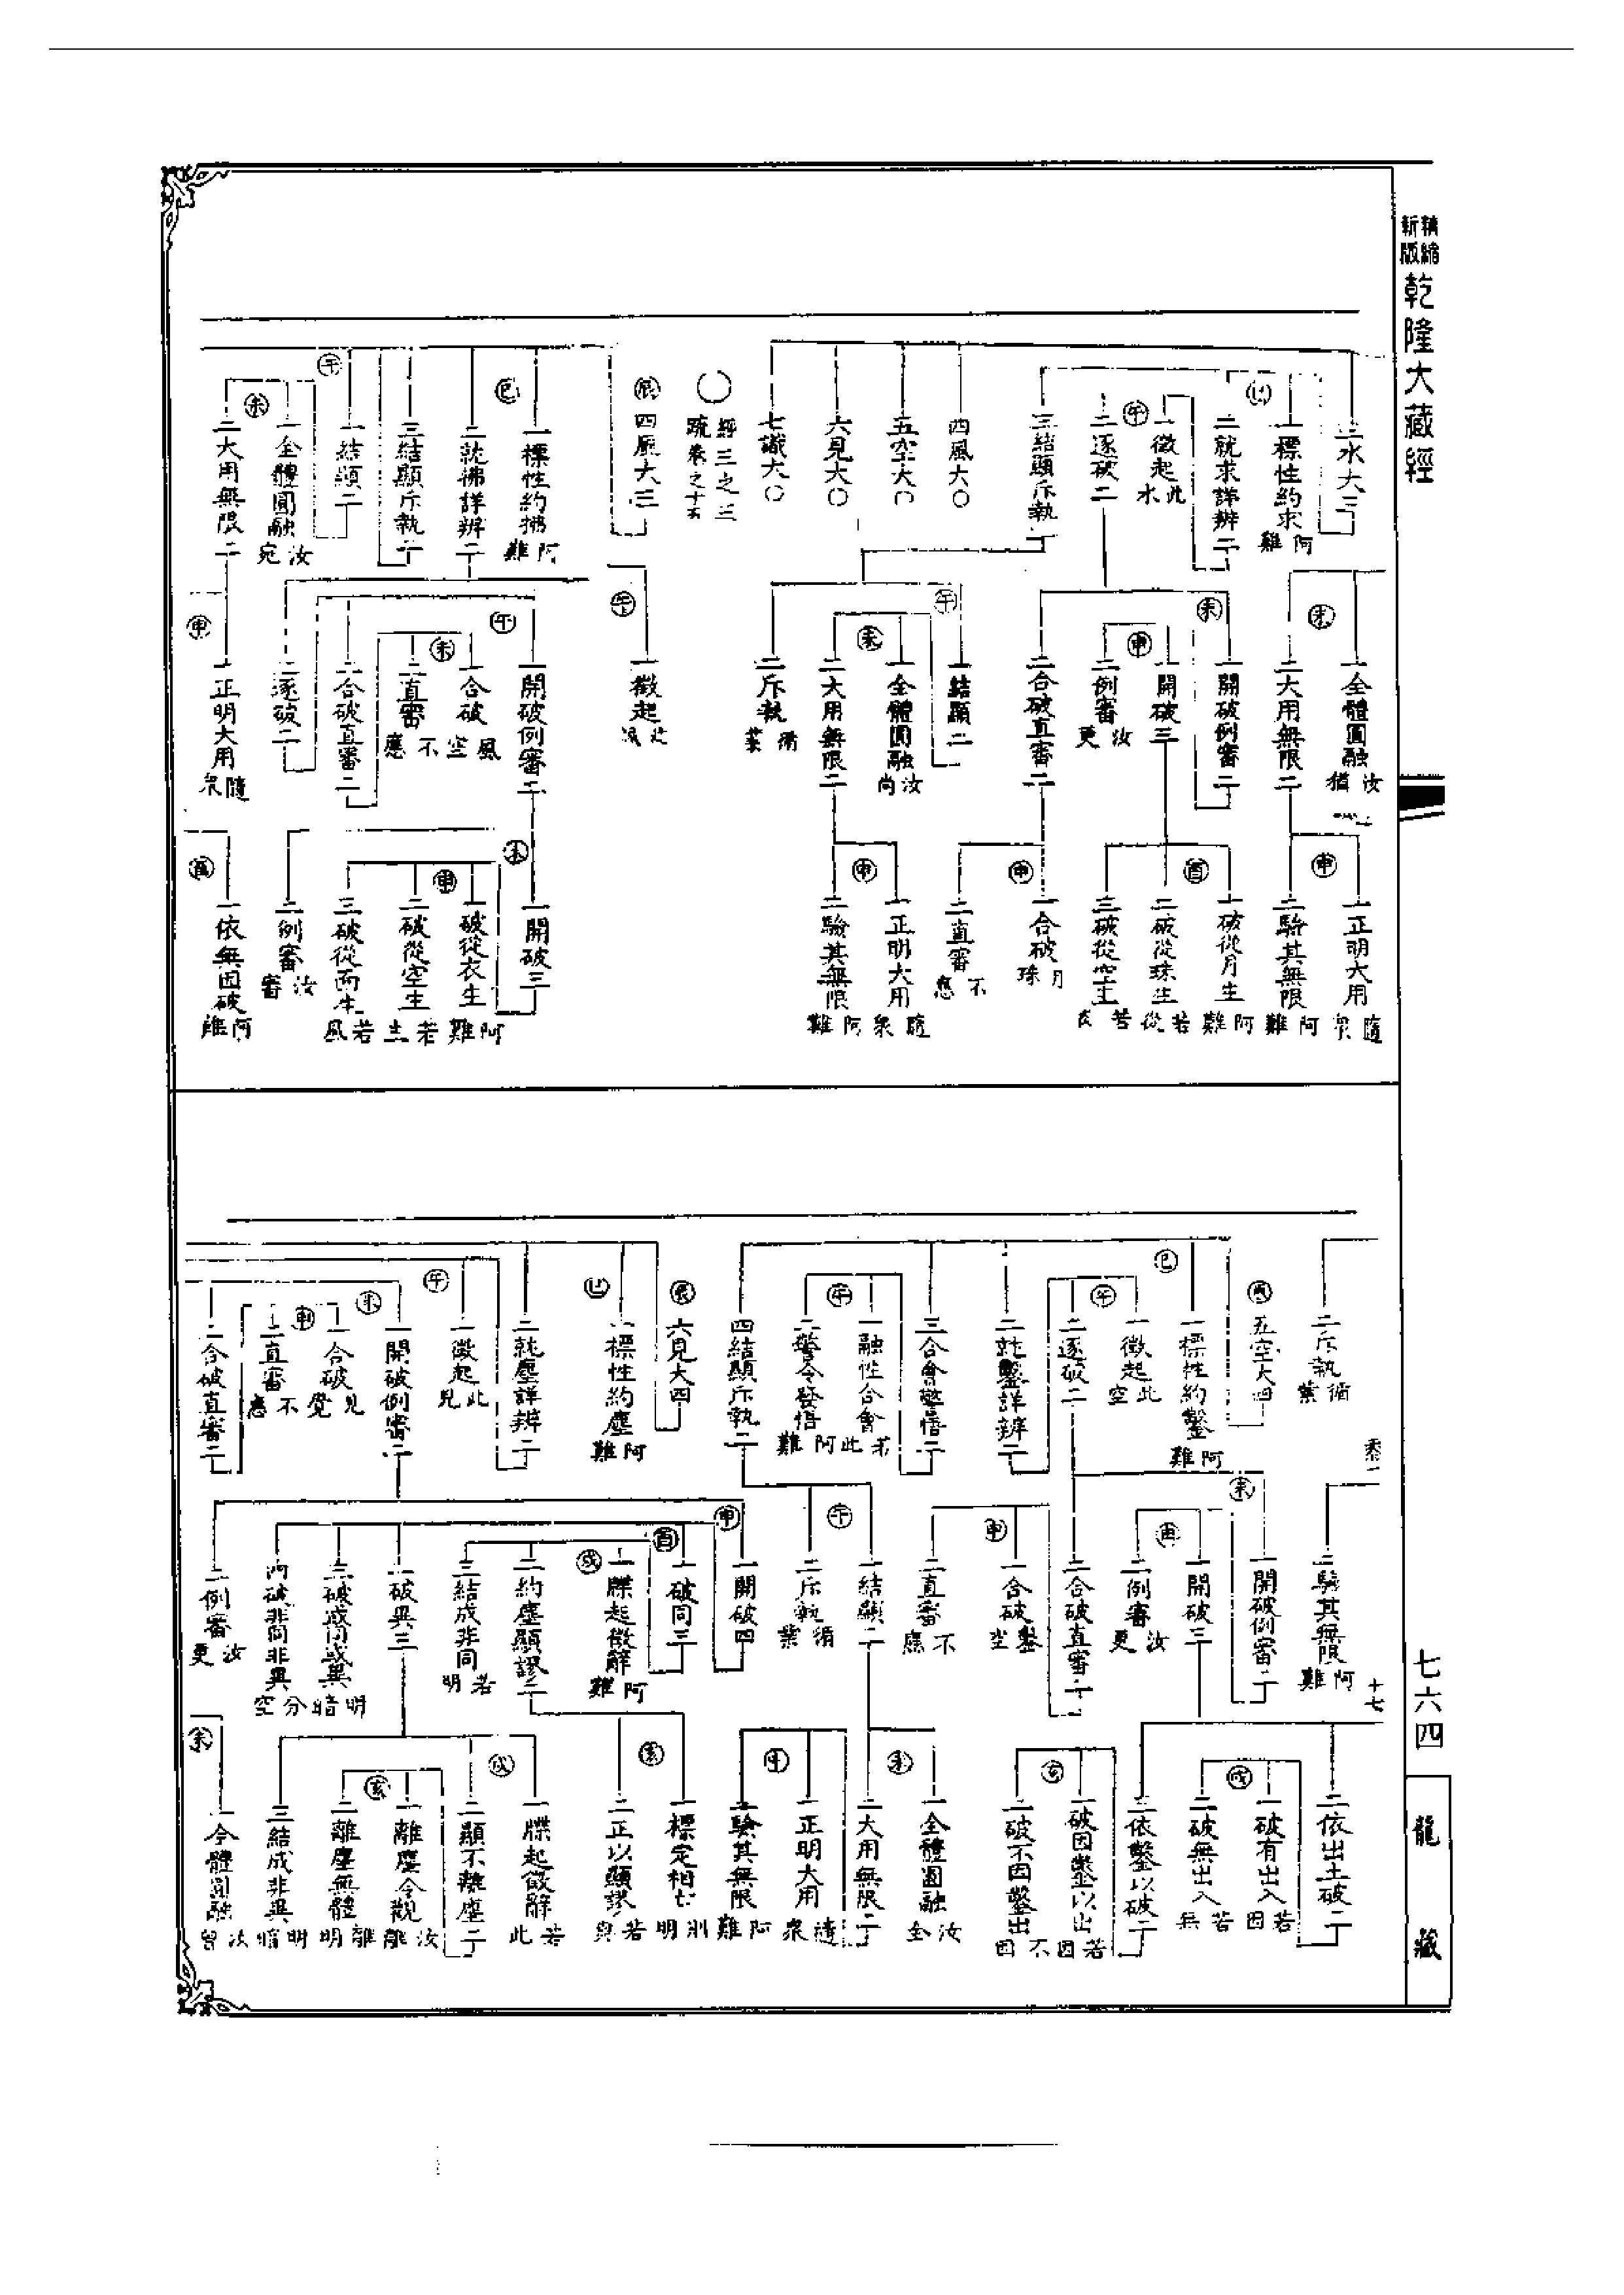 精縮
新版
乾隆大藏經
三水大三
一標性約求
阿難
二就求詳辨二
一徵起
此水
二逐破二
三結顯斥執二
四風大○
五空大○
六見大○
七識大○
經三之三
疏卷之十五
四風大三
一標性約拂
阿難
二就拂詳辨二
三結顯斥執二
一結顯二
一全體圓融
汝宛
二大用無限二
一全體圓融
汝猶
二大用無限二
一開破例審二
一開破三
二例審
汝更
二合破直審二
一結顯二
一全體圓融
汝尚
二大用無限二
二斥執
循業
一徵起
一開破例審二
一合破
風空
二直審
不應
二合破直審二
二逐破二
一正明大用
隨眾
一正明大用
隨眾
二驗其無限
阿難
一破從月生
阿難
二破從珠生
若從
三破從空生
若
一合破
月珠
二直審
不應
一正明大用
隨眾
二驗其無限
阿難
一開破三
一破從衣生
阿難
二破從空生
若生
三破從面生
若風
二例審
汝審
一依無因破
阿難
二斥執
循業
五空大四
一標性約鑿
阿難
一徵起
此空
二逐破二
二就鑿詳辨二
三合會警悟二
一融性合會
若此
二警令發悟
阿難
四結顯斥執二
六見大四
一標性約塵
阿難
二就塵詳辨二
一徵起
此見
一開破例審二
一合破
見覺
二直審
不應
二合破直審二
二驗其無限
阿難
一開破例審二
一開破三
二例審
汝更
二合破直審二
一合破
鑿空
二直審
不應
一結顯二
二斥執
循業
一開破四
一破同三
一牒起徵辭
阿難
二約塵顯謬二
三結成非同
若明
二破異三
三破或同或異
明暗
四破非同非異
分空
二例審
汝更
十七
二依出土破二
一破有出入
若因
二破無出入
若無
三依鑿以破二
一破因鑿以出
若因
二破不因鑿出
不因
一全體圓融
汝全
二大用無限二
一正明大用
隨眾
二驗其無限
阿難
一標定相亡
明則
二正以顯謬
若與
一牒起徵辭
若此
二顯不離塵二
一離塵令觀
汝離
二離塵無體
離明
三結成非異
明暗
一今體圓融
汝曾
七六四
龍藏